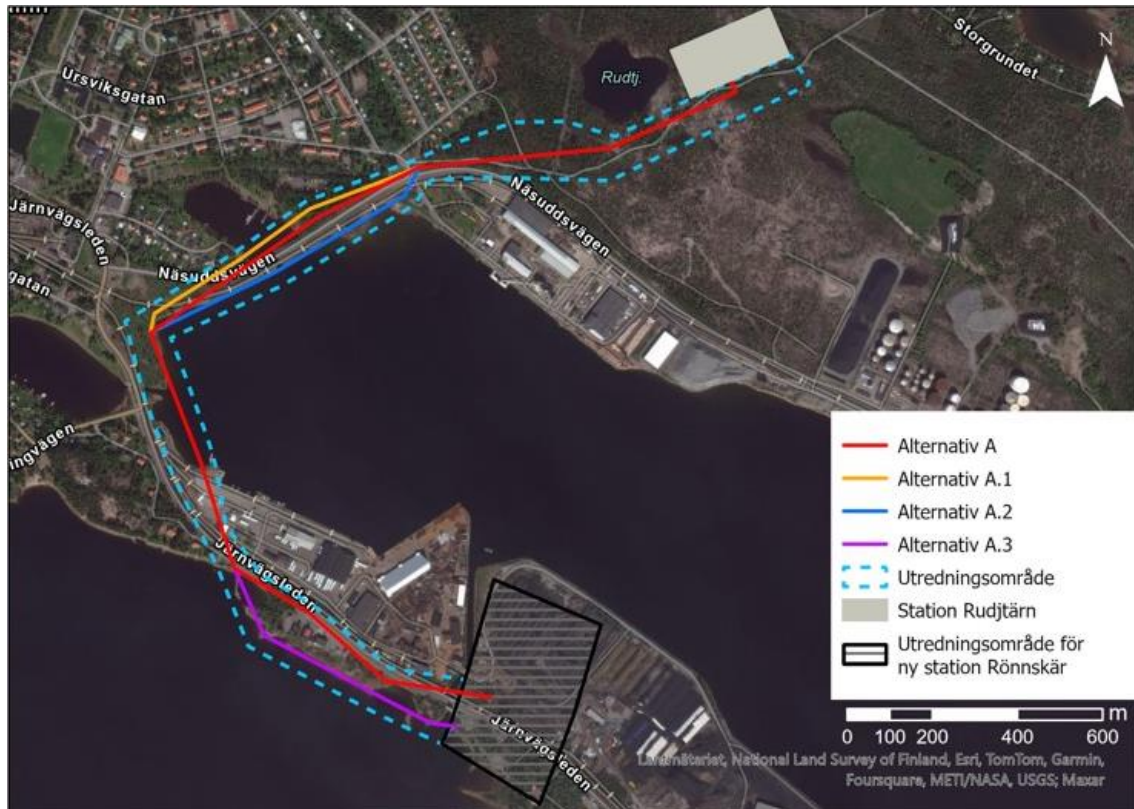 Storgrundet
N
Rudtj.
Ursviksgatan
Näsuddsvägen
Järnvägsleden
Näsuddsvägen
gatan
ingvägen
Järnvägsleden
Järnvägsleden
Alternativ A
Alternativ A.1
Alternativ A.2
Alternativ A.3
Utredningsområde
Station Rudjtärn
Utredningsområde för
ny station Rönnskär
m
0 100 200 400 600
Lantmäteriet, National Land Survey of Finland, Esri, TomTom, Garmin,
Foursquare, METI/NASA, USGS; Maxar